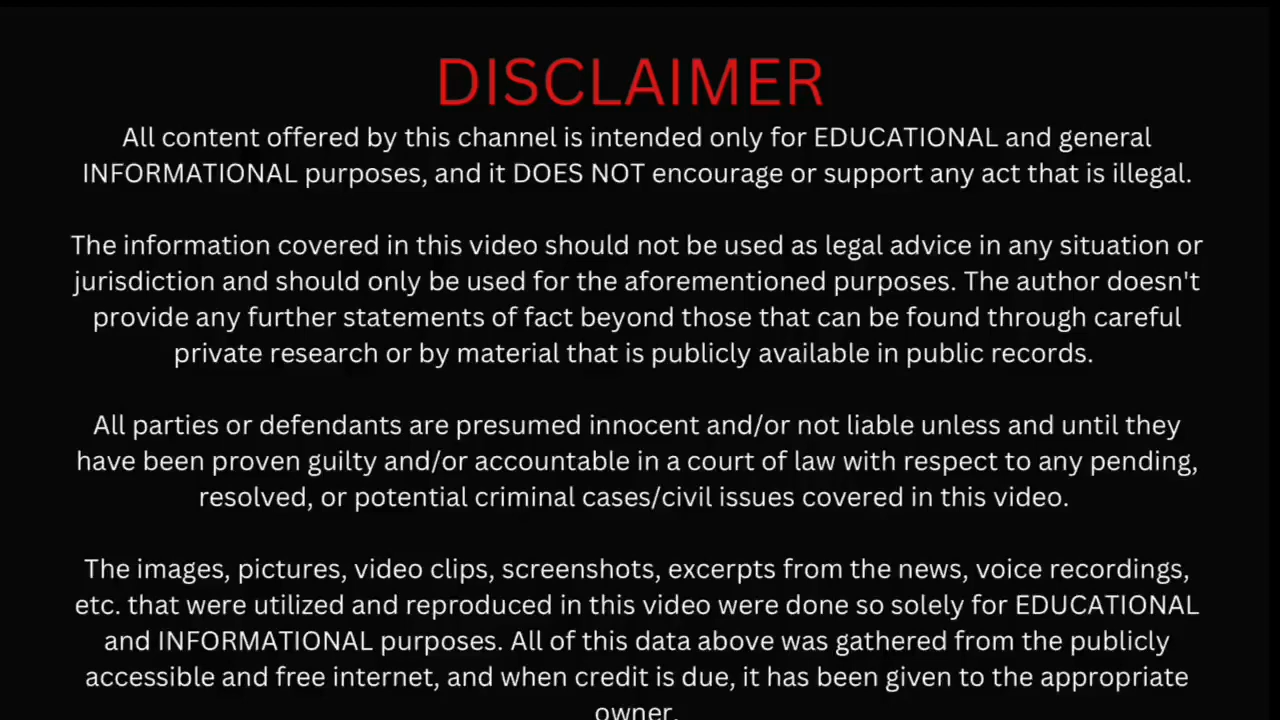 DISCLAIMER
All content offered by this channel is intended only for EDUCATIONAL and general
INFORMATIONAL purposes, and it DOES NOT encourage or support any act that is illegal.
The information covered in this video should not be used as legal advice in any situation or
jurisdiction and should only be used for the aforementioned purposes. The author doesn't
provide any further statements of fact beyond those that can be found through careful
private research or by material that is publicly available in public records.
All parties or defendants are presumed innocent and/or not liable unless and until they
have been proven guilty and/or accountable in a court of law with respect to any pending,
resolved, or potential criminal cases/civil issues covered in this video.
The images, pictures, video clips, screenshots, excerpts from the news, voice recordings,
etc. that were utilized and reproduced in this video were done so solely for EDUCATIONAL
and INFORMATIONAL purposes. All of this data above was gathered from the publicly
accessible and free internet, and when credit is due, it has been given to the appropriate
owner.